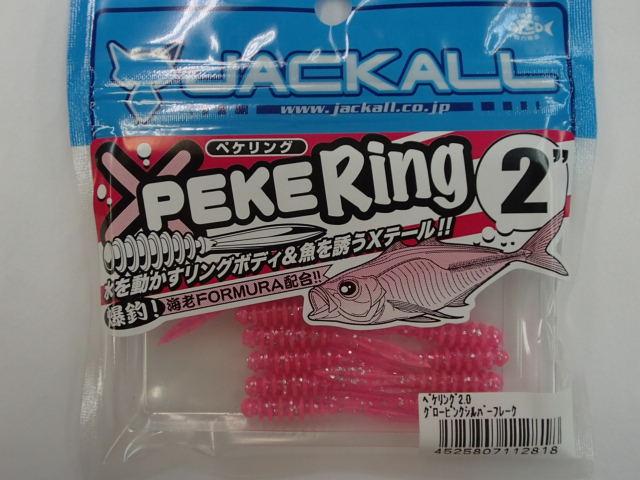 JACKALL
www.jackall.co.jp
ペケリング
PEKE Ring 2"
水を動かすリングボディ&魚を誘うXテール!!
爆釣! 海老FORMURA配合!!
ペケリング2.0
グローピンクシルバーフレーク
4525807112818